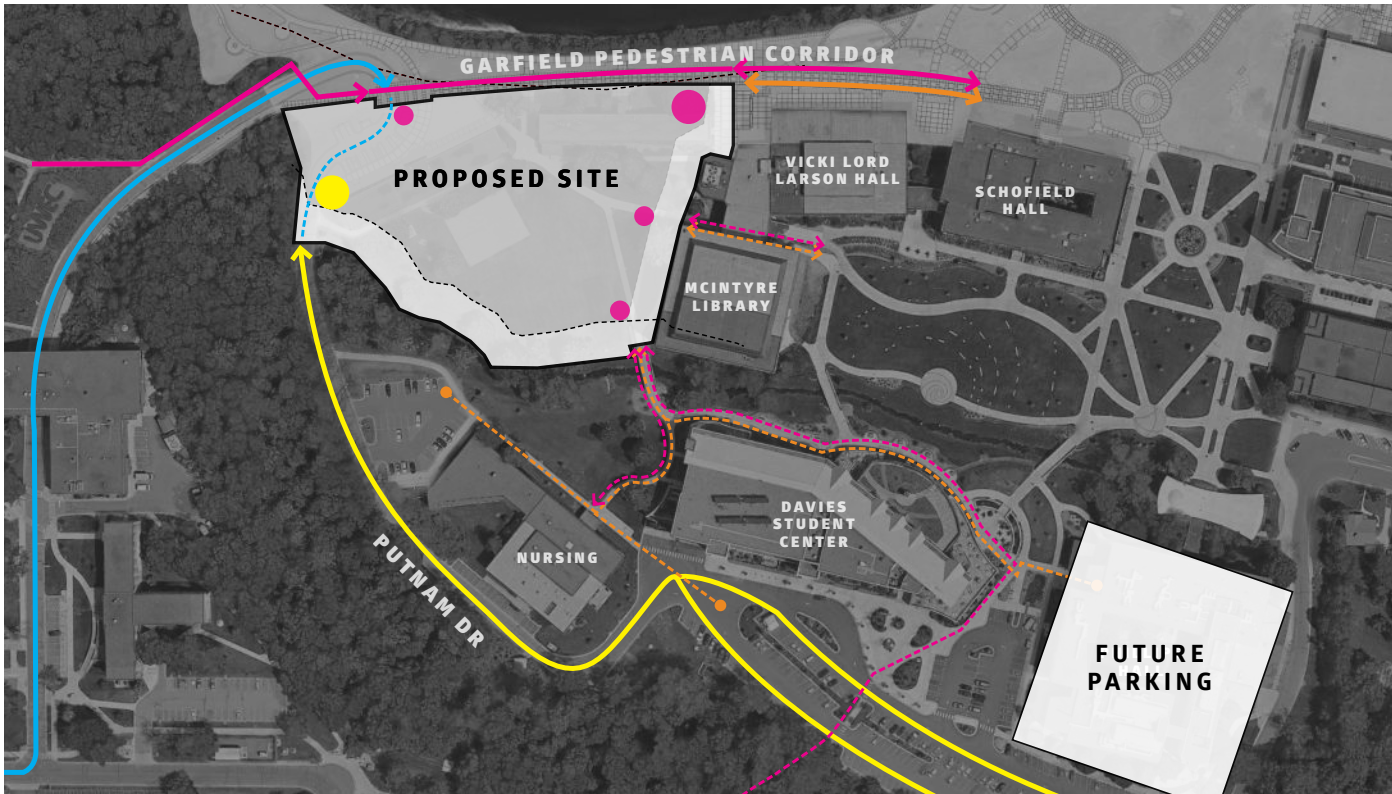 GARFIELD PEDESTRIAN CORRIDOR
PROPOSED SITE
VICKI LORD
LARSON HALL
SCHOFIELD
HALL
MCINTYRE
LIBRARY
DAVIES
STUDENT
CENTER
NURSING
PUTNAM DR
FUTURE
PARKING